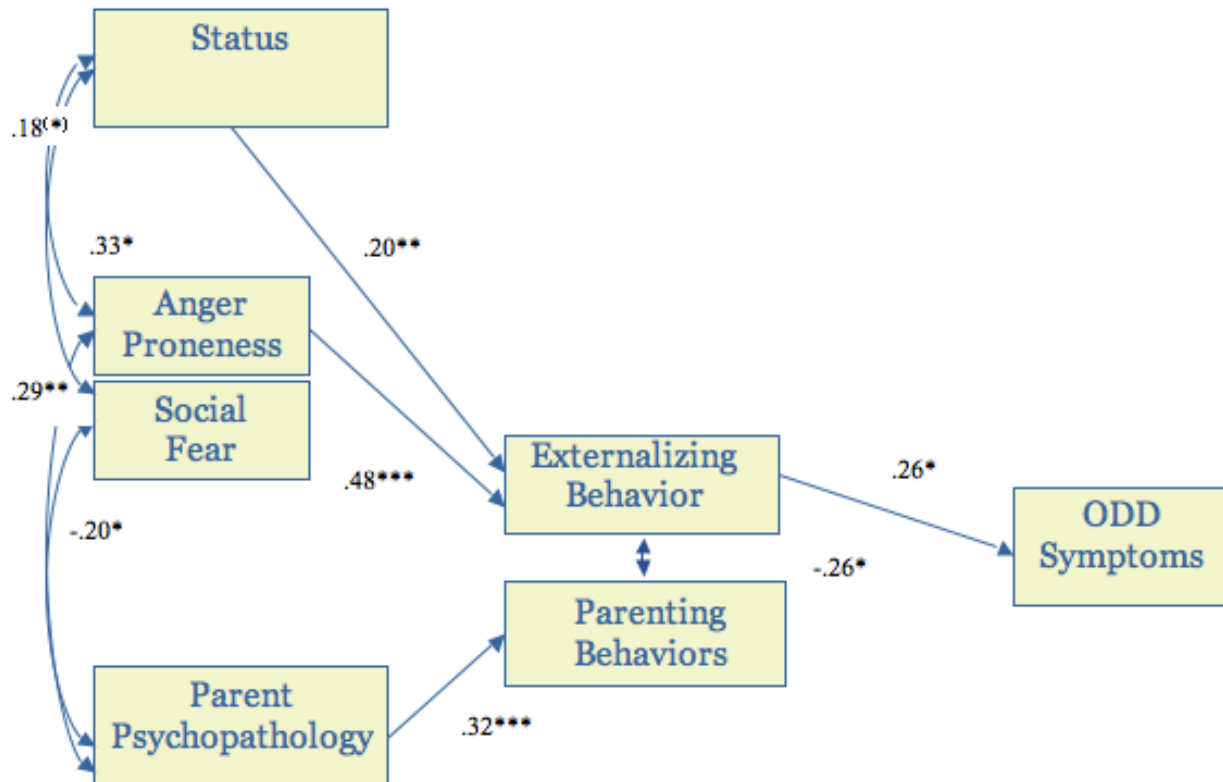 Status
.18(*)
.33*
.20**
Anger
Proneness
.29**
Social
Fear
.48***
Externalizing
Behavior
.26*
ODD
Symptoms
-.20*
-.26*
Parenting
Behaviors
Parent
Psychopathology
.32***